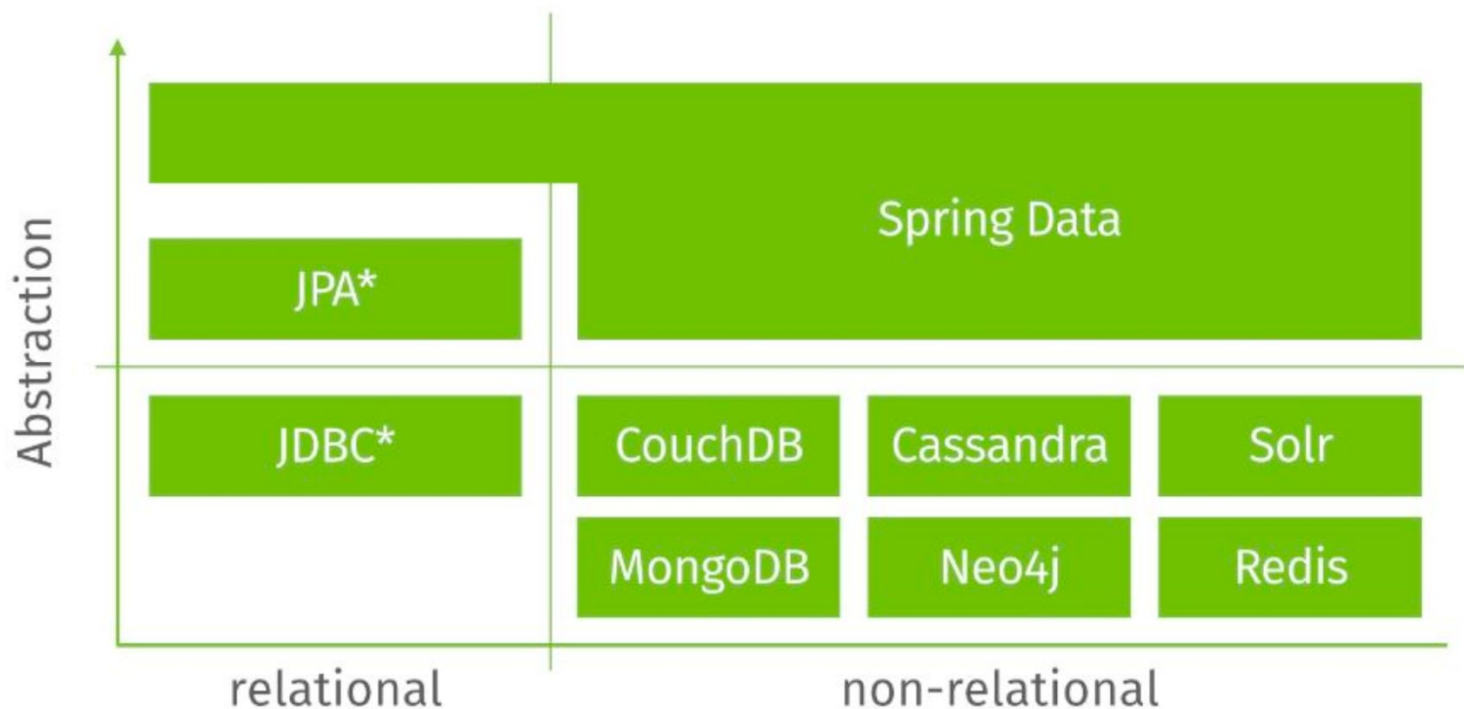 Abstraction
Spring Data
JPA*
JDBC*
CouchDB
Cassandra
Solr
MongoDB
Neo4j
Redis
relational
non-relational